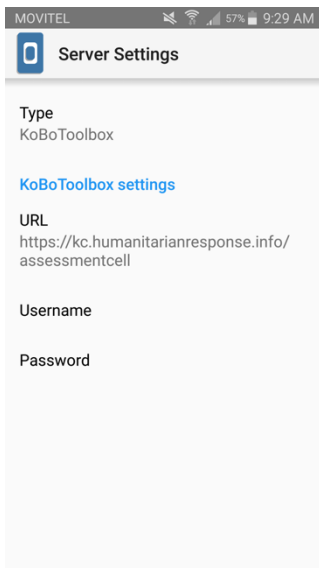 MOVITEL 57% 9:29 AM
Server Settings
Type
KoBoToolbox
KoBoToolbox settings
URL
https://kc.humanitarianresponse.info/
assessmentcell
Username
Password